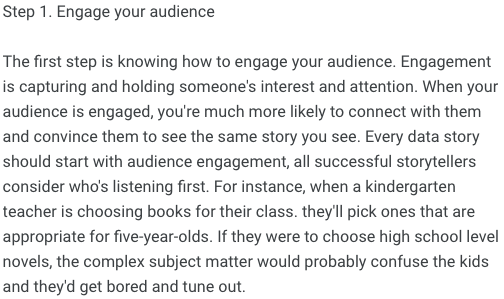 Step 1. Engage your audience
The first step is knowing how to engage your audience. Engagement
is capturing and holding someone's interest and attention. When your
audience is engaged, you're much more likely to connect with them
and convince them to see the same story you see. Every data story
should start with audience engagement, all successful storytellers
consider who's listening first. For instance, when a kindergarten
teacher is choosing books for their class. they'll pick ones that are
appropriate for five-year-olds. If they were to choose high school level
novels, the complex subject matter would probably confuse the kids
and they'd get bored and tune out.